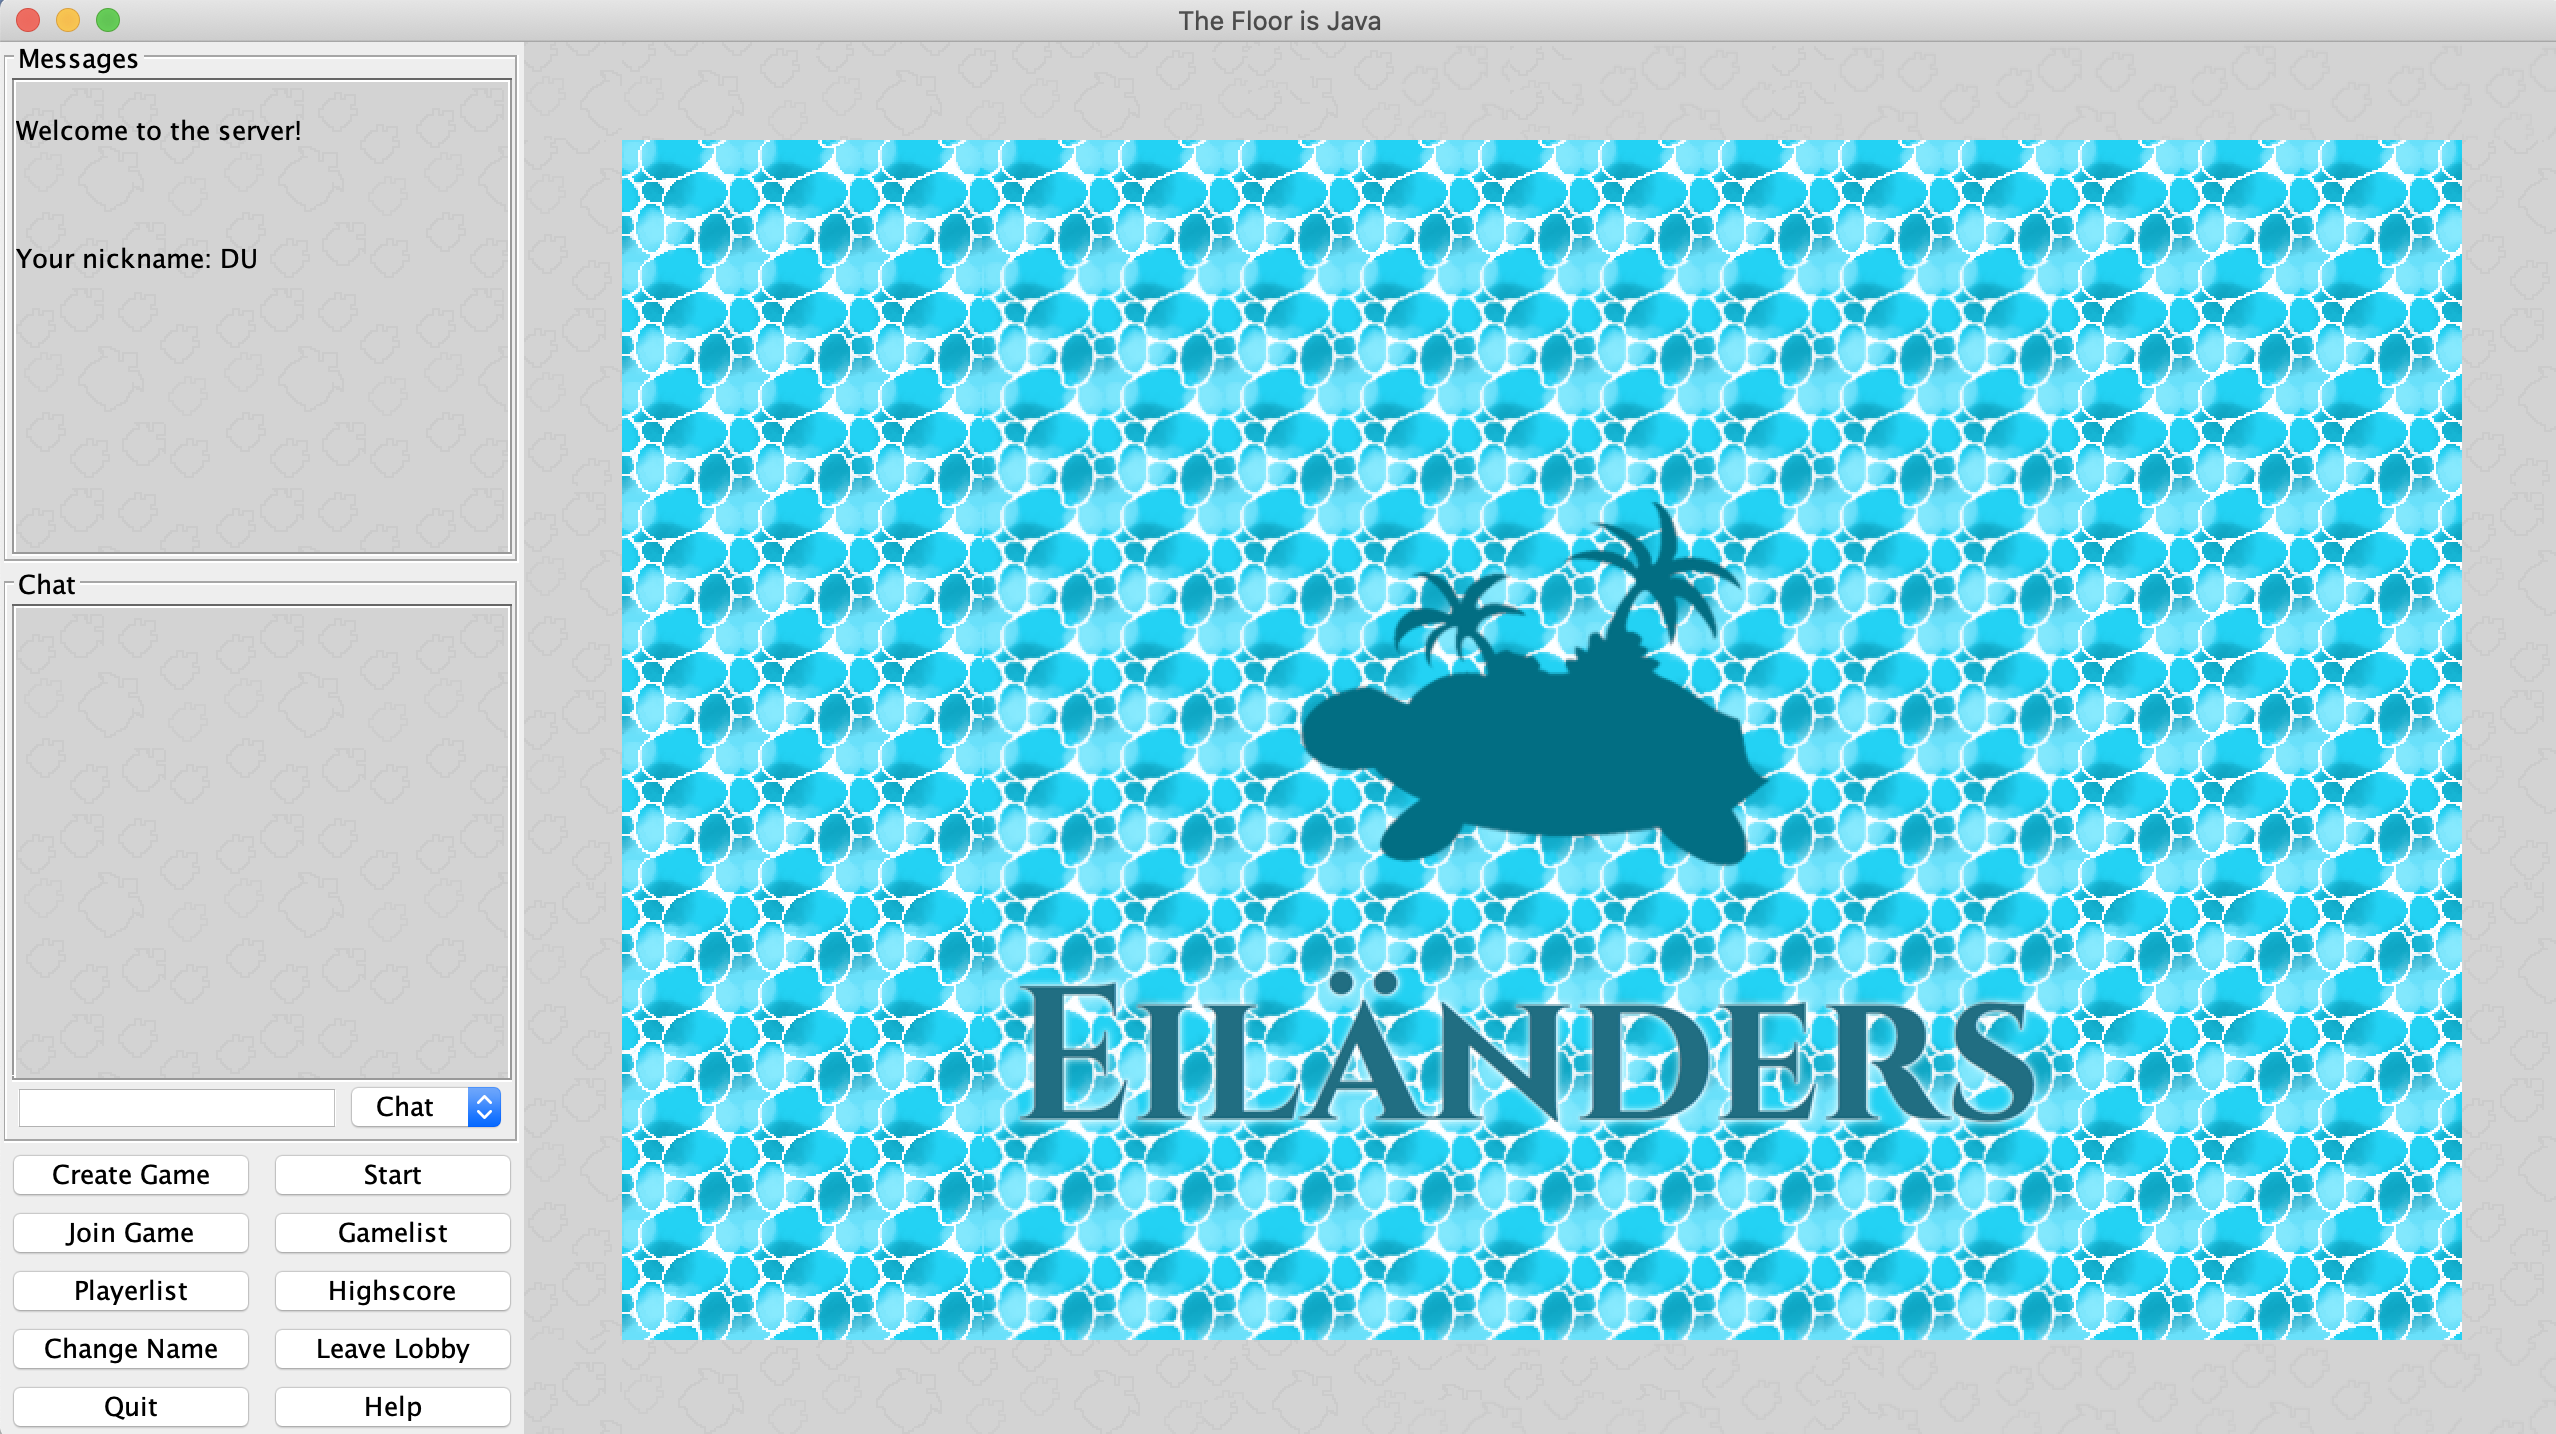 The Floor is Java
Messages
Welcome to the server!
Your nickname: DU
Chat
Chat
Create Game
Start
Join Game
Gamelist
Playerlist
Highscore
Change Name
Leave Lobby
Quit
Help
EILÄNDERS